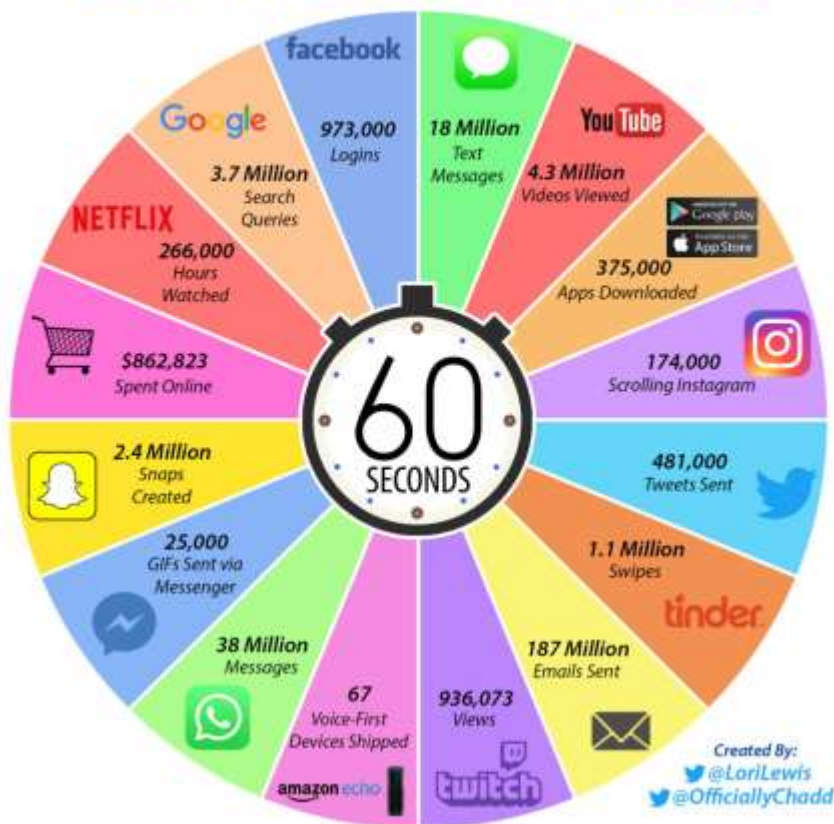 facebook
973,000
Logins
18 Million
Text
Messages
YouTube
4.3 Million
Videos Viewed
Google play
App Store
375,000
Apps Downloaded
174,000
Scrolling Instagram
481,000
Tweets Sent
1.1 Million
Swipes
tinder
187 Million
Emails Sent
936,073
Views
twitch
67
Voice-First
Devices Shipped
amazon echo
38 Million
Messages
25,000
GIFs Sent via
Messenger
2.4 Million
Snaps
Created
$862,823
Spent Online
NETFLIX
266,000
Hours
Watched
Google
3.7 Million
Search
Queries
60
SECONDS
Created By:
@LoriLewis
@OfficiallyChadd